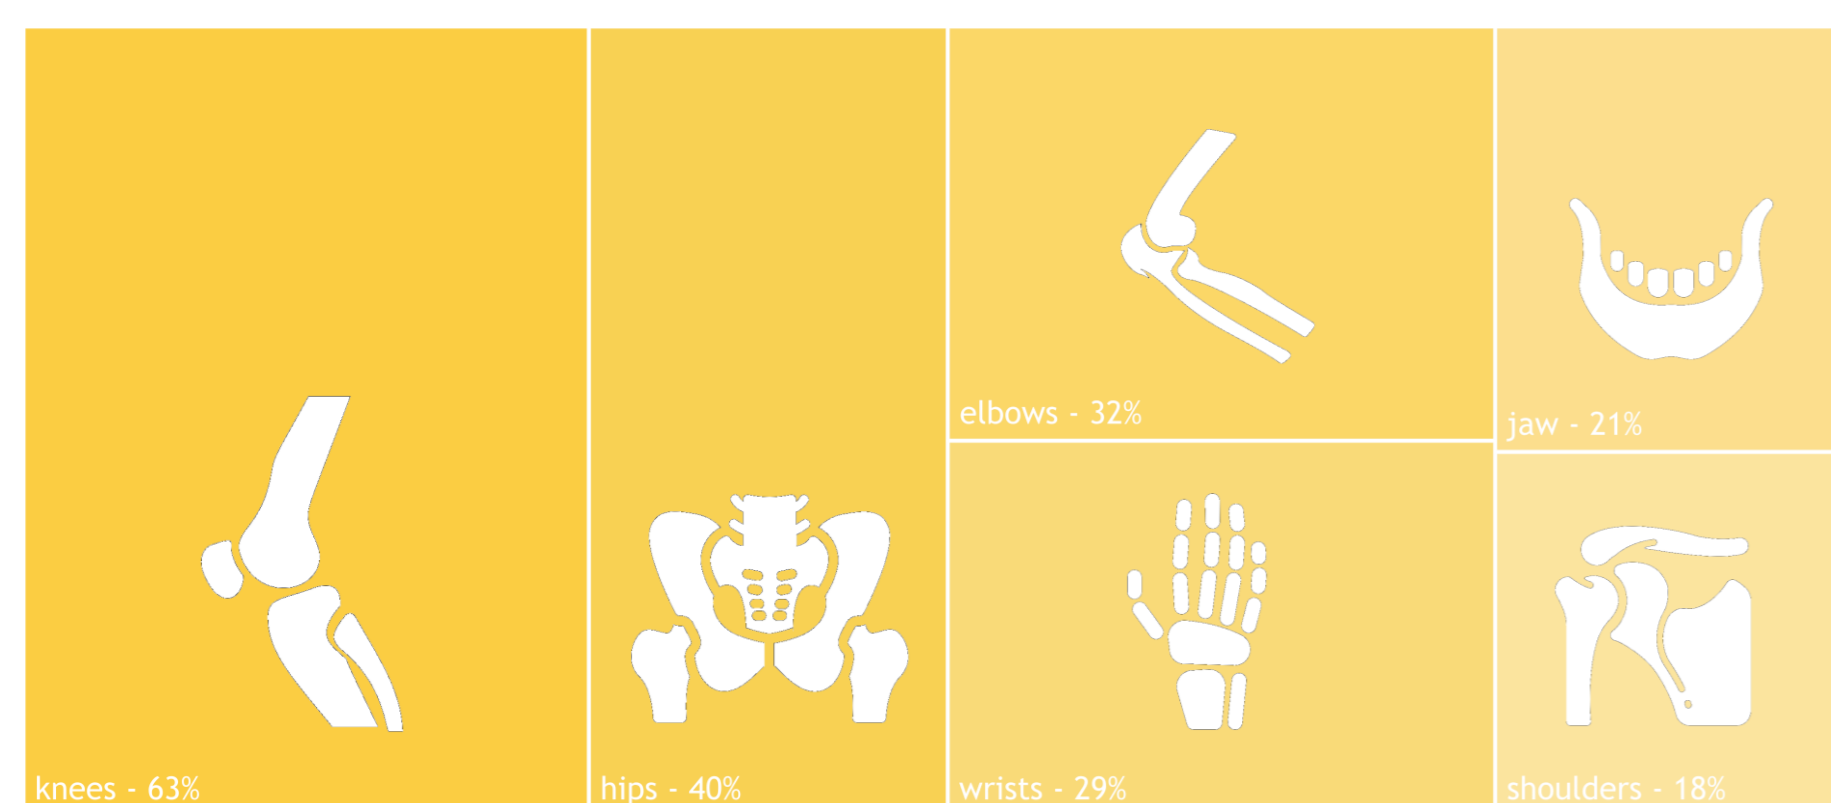 knees - 63%
hips - 40%
elbows - 32%
wrists - 29%
jaw - 21%
shoulders - 18%